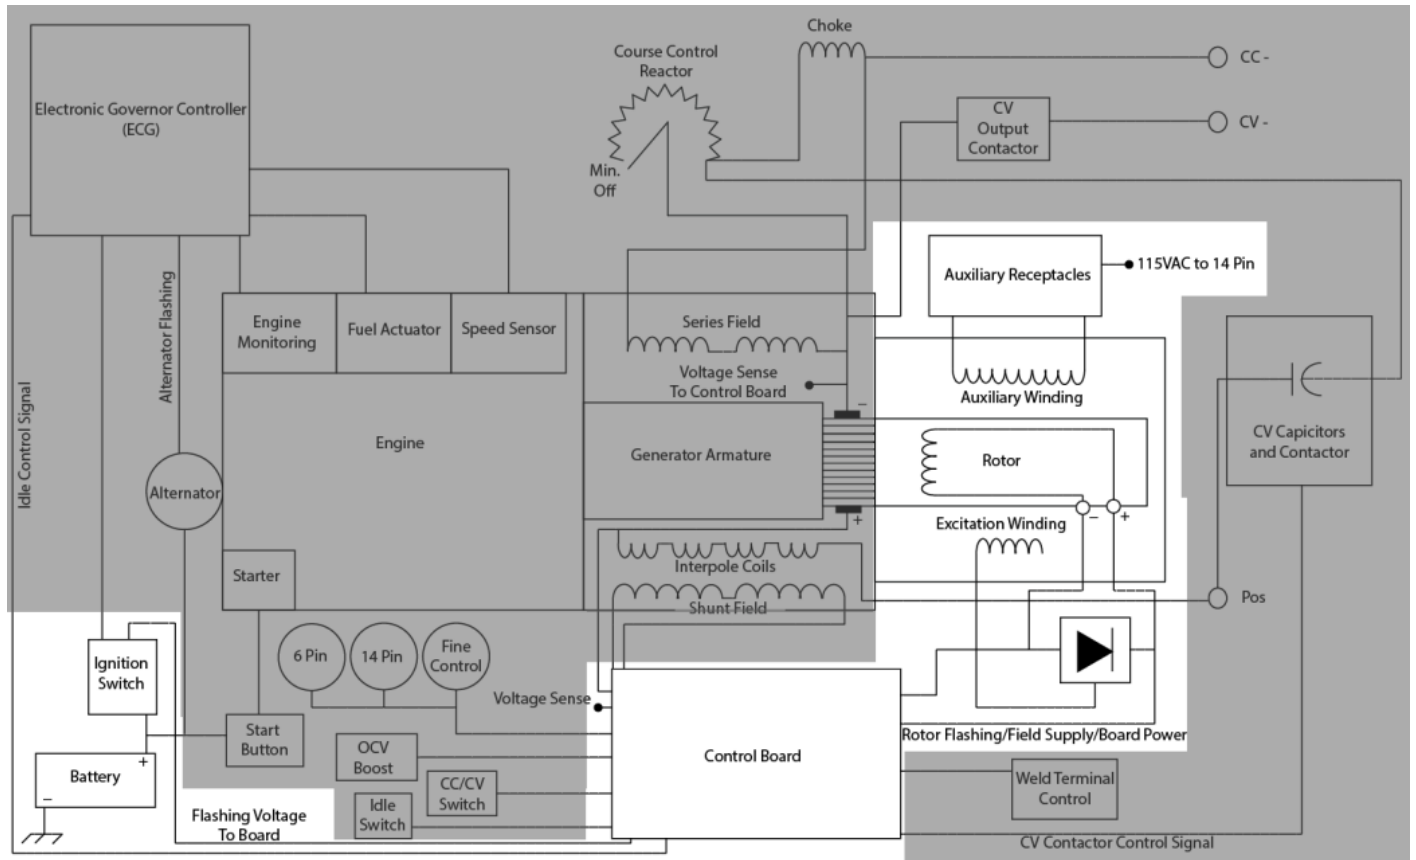 Choke
Course Control
Reactor
CC -
Electronic Governor Controller
(ECG)
CV
Output
Contactor
CV -
Min.
Off
Alternator Flashing
Auxiliary Receptacles
115VAC to 14 Pin
Engine
Monitoring
Fuel Actuator
Speed Sensor
Series Field
Voltage Sense
To Control Board
Auxiliary Winding
Idle Control Signal
Engine
Generator Armature
−
+
Rotor
CV Capicitors
and Contactor
Alternator
Excitation Winding
−
+
Interpole Coils
Starter
Shunt Field
Pos
6 Pin
14 Pin
Fine
Control
Ignition
Switch
Voltage Sense
Start
Button
Rotor Flashing/Field Supply/Board Power
OCV
Boost
Control Board
Battery
+
−
CC/CV
Switch
Weld Terminal
Control
Idle
Switch
Flashing Voltage
To Board
CV Contactor Control Signal